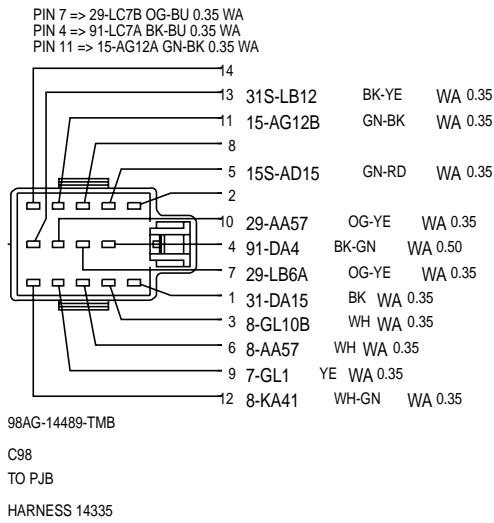 PIN 7 => 29-LC7B OG-BU 0.35 WA
PIN 4 => 91-LC7A BK-BU 0.35 WA
PIN 11 => 15-AG12A GN-BK 0.35 WA
14
13 31S-LB12 BK-YE WA 0.35
11 15-AG12B GN-BK WA 0.35
8
5 15S-AD15 GN-RD WA 0.35
2
10 29-AA57 OG-YE WA 0.35
4 91-DA4 BK-GN WA 0.50
7 29-LB6A OG-YE WA 0.35
1 31-DA15 BK WA 0.35
3 8-GL10B WH WA 0.35
6 8-AA57 WH WA 0.35
9 7-GL1 YE WA 0.35
12 8-KA41 WH-GN WA 0.35
98AG-14489-TMB
C98
TO PJB
HARNESS 14335